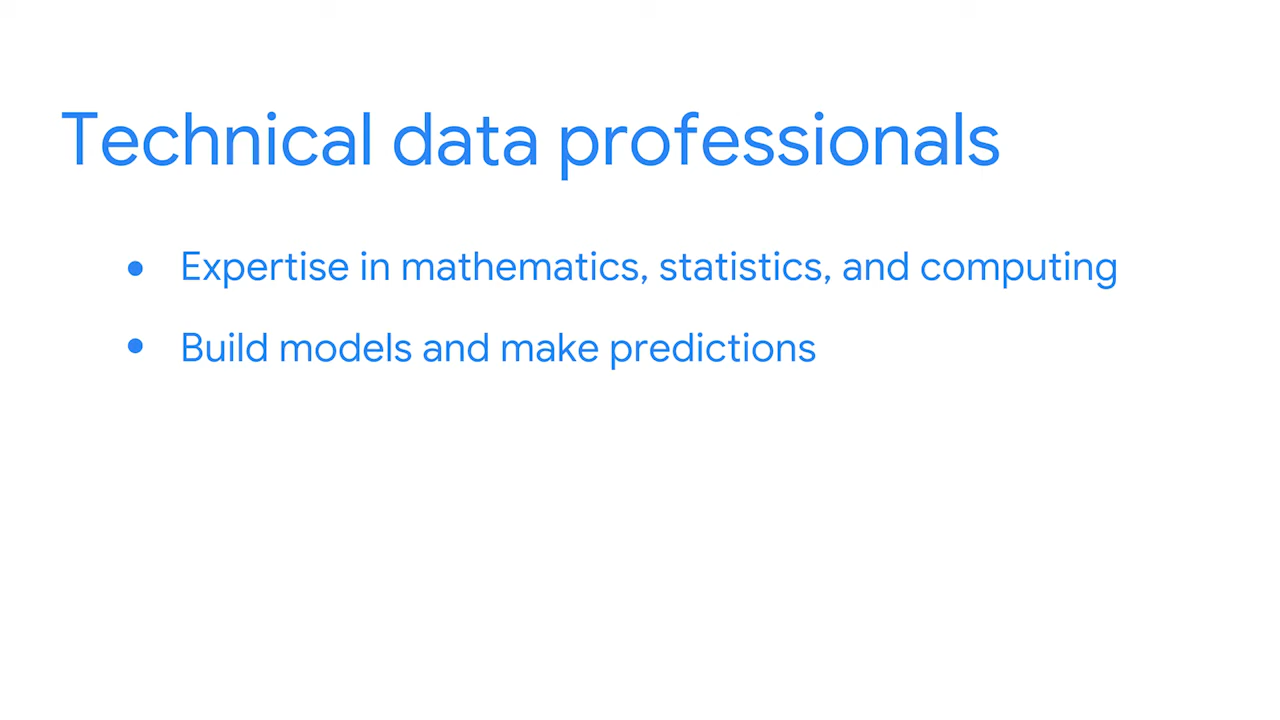 Technical data professionals
• Expertise in mathematics, statistics, and computing
• Build models and make predictions